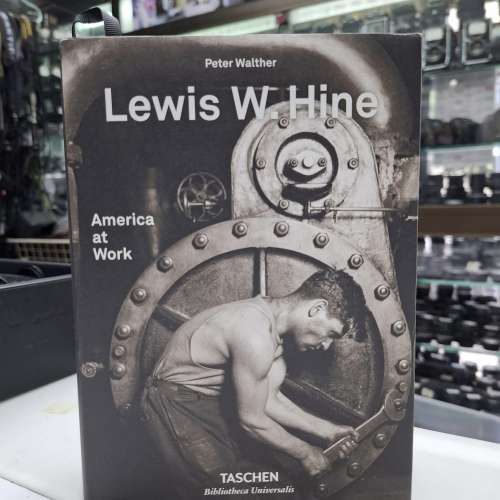 Peter Walther
Lewis W. Hine
America
at
Work
TASCHEN
Bibliotheca Universalis